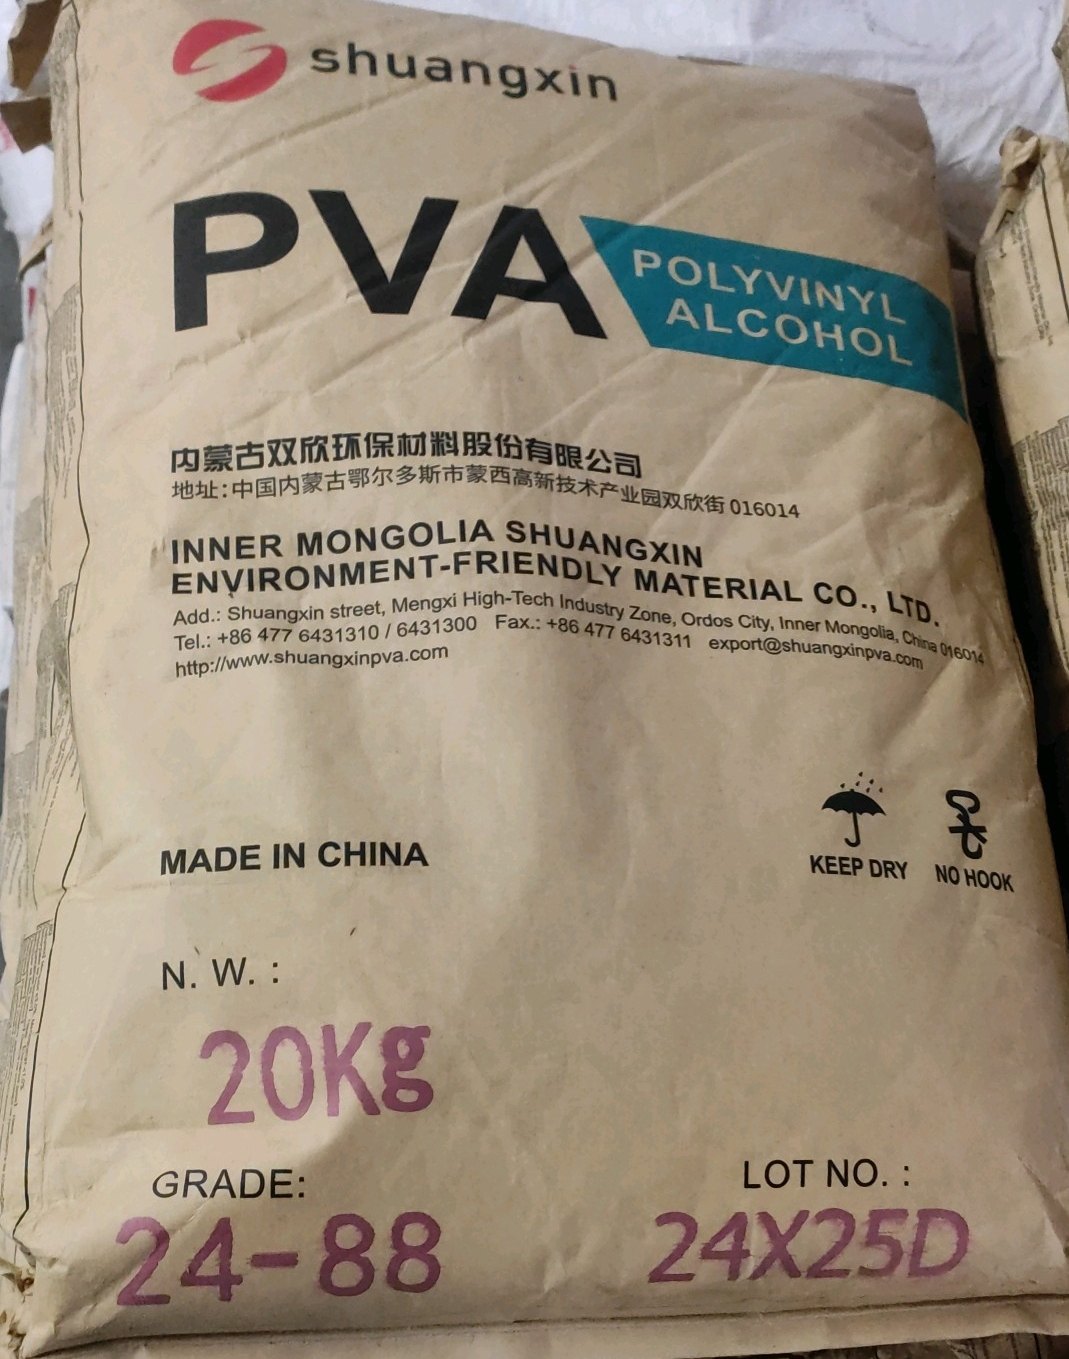 shuangxin
PVA
POLYVINYL
ALCOHOL
内蒙古双欣环保材料股份有限公司
地址:中国内蒙古鄂尔多斯市蒙西高新技术产业园双欣街 016014
INNER MONGOLIA SHUANGXIN
ENVIRONMENT-FRIENDLY MATERIAL CO., LTD.
Add.: Shuangxin street, Mengxi High-Tech Industry Zone, Ordos City, Inner Mongolia, China 016014
Tel.: +86 477 6431310 / 6431300 Fax.: +86 477 6431311 export@shuangxinpva.com
http://www.shuangxinpva.com
KEEP DRY
NO HOOK
MADE IN CHINA
N. W. :
20Kg
GRADE:
24-88
LOT NO. :
24X25D